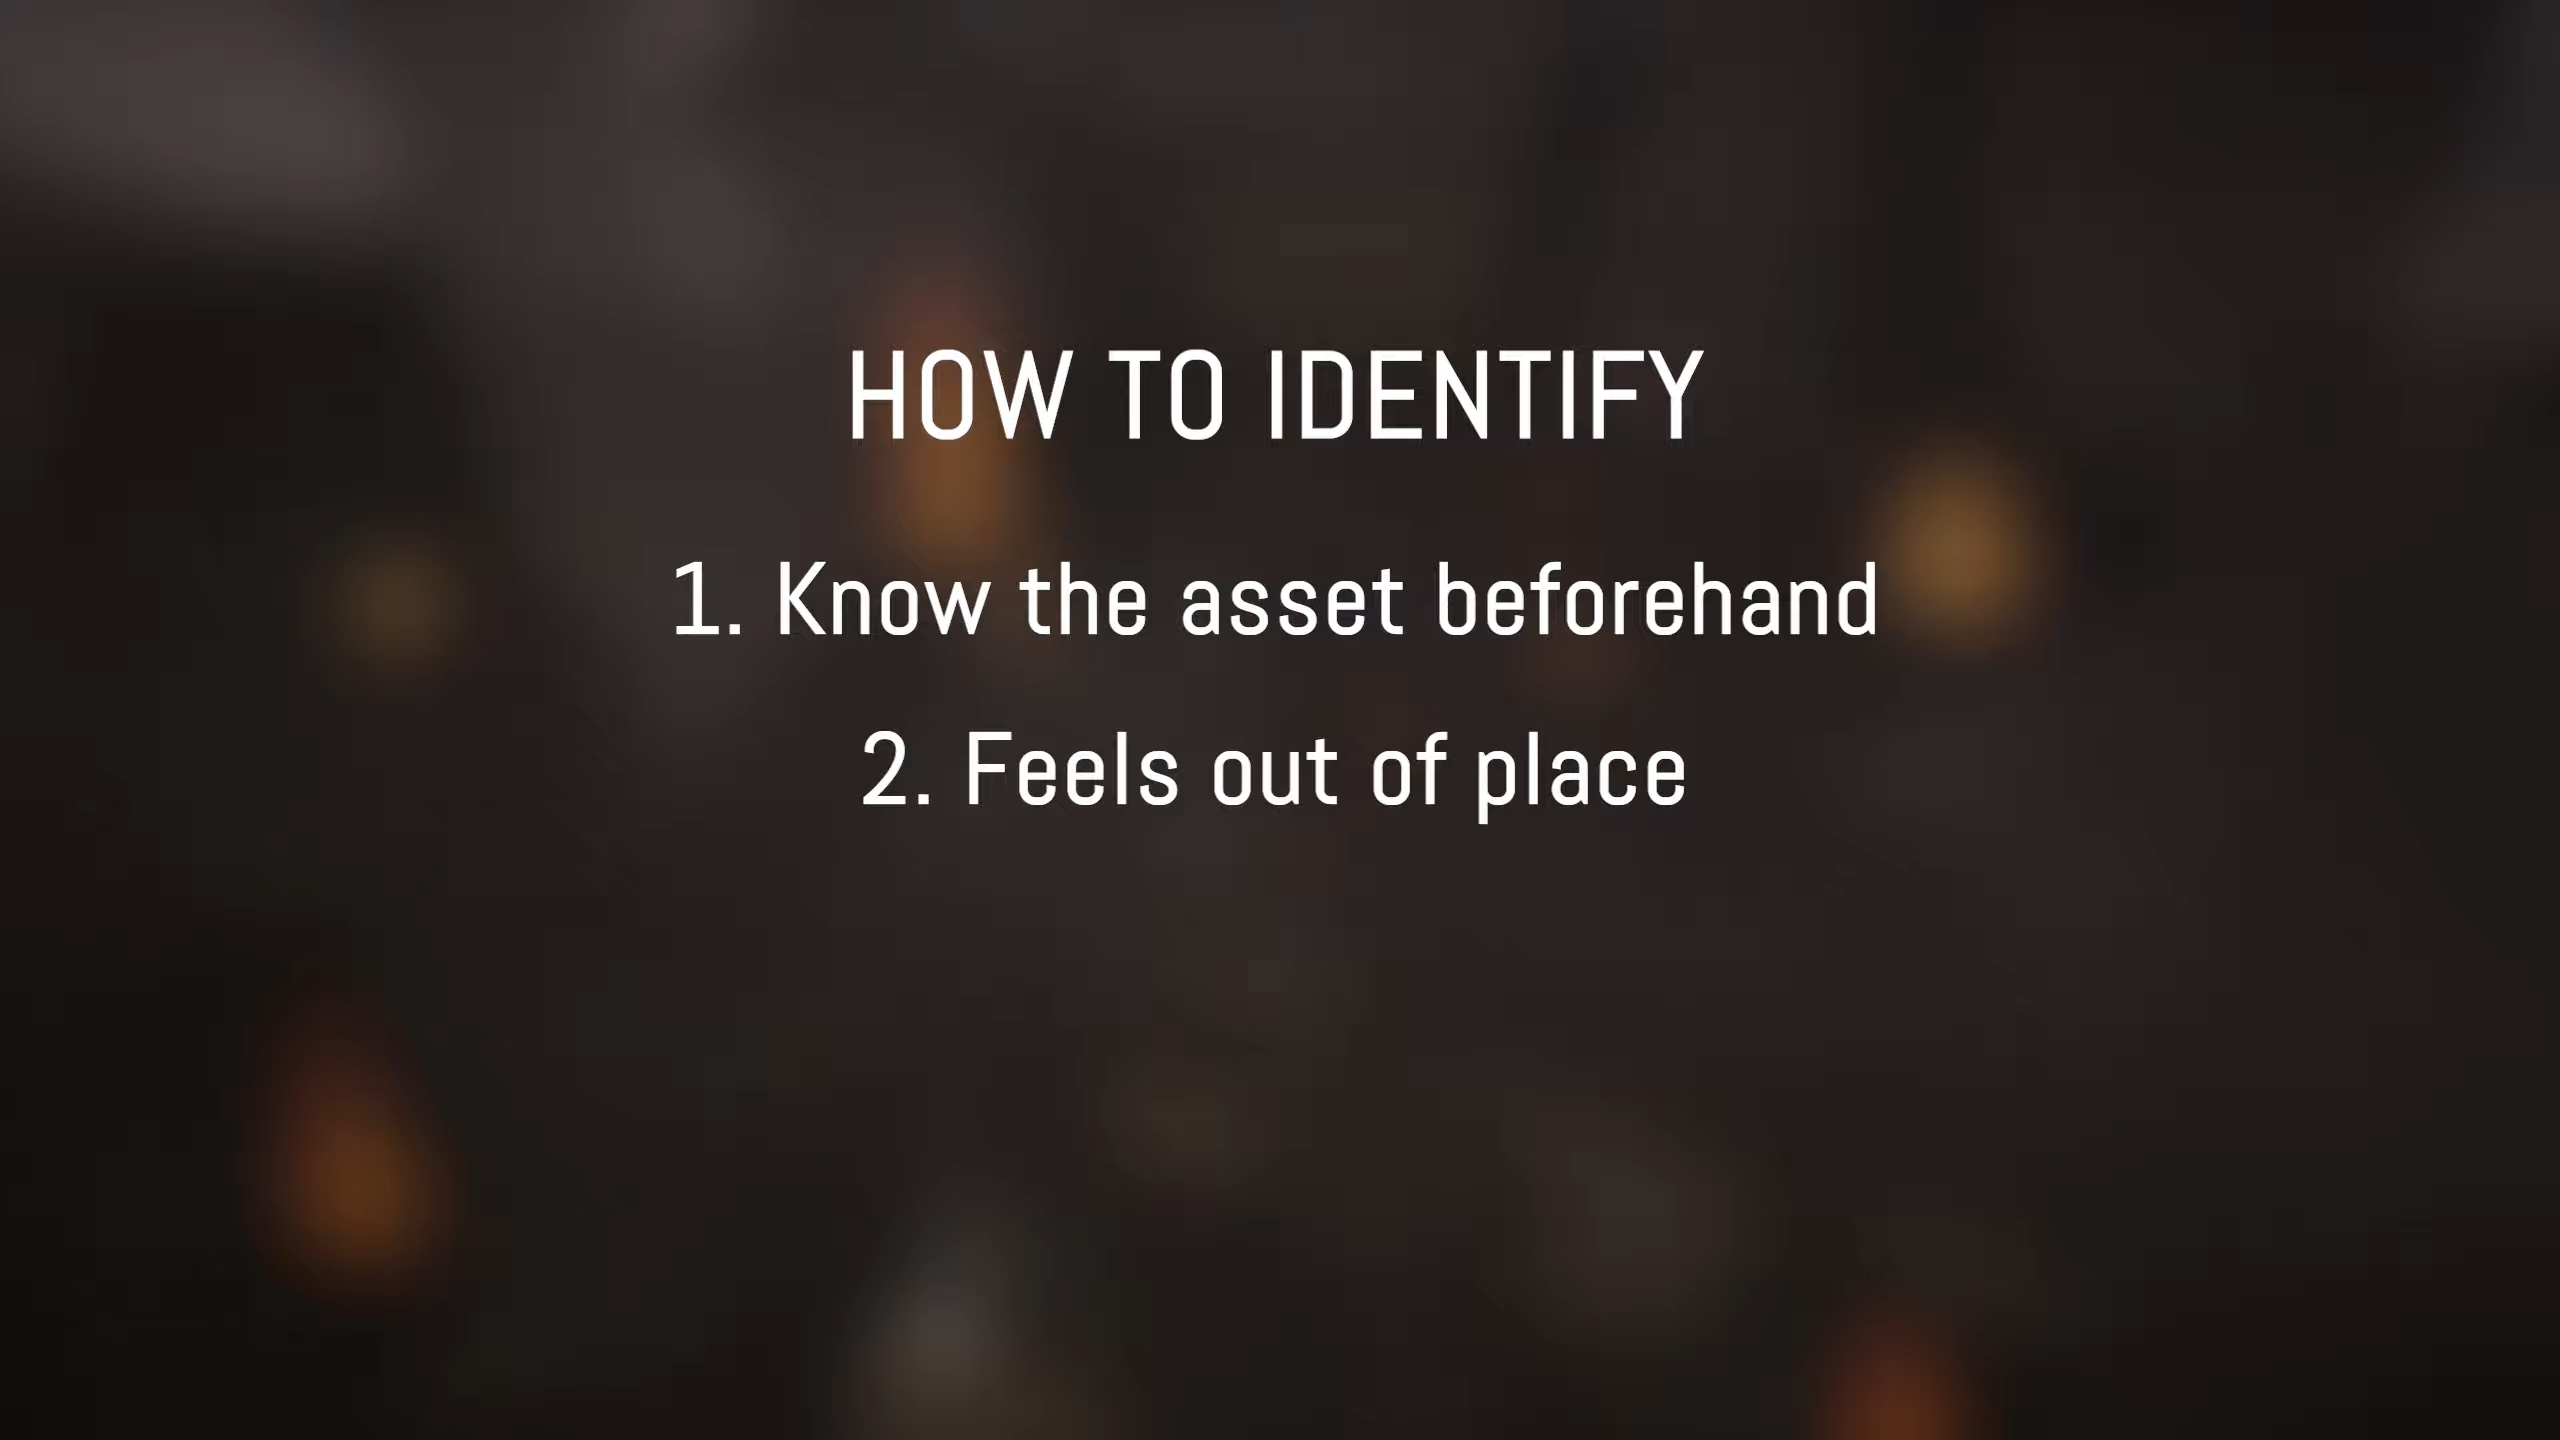 HOW TO IDENTIFY
1. Know the asset beforehand
2. Feels out of place